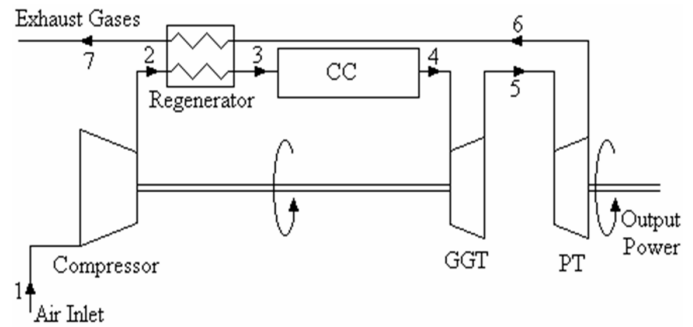 Exhaust Gases
6
7
2
3
CC
4
5
Regenerator
Output
Power
Compressor
GGT
PT
1
Air Inlet